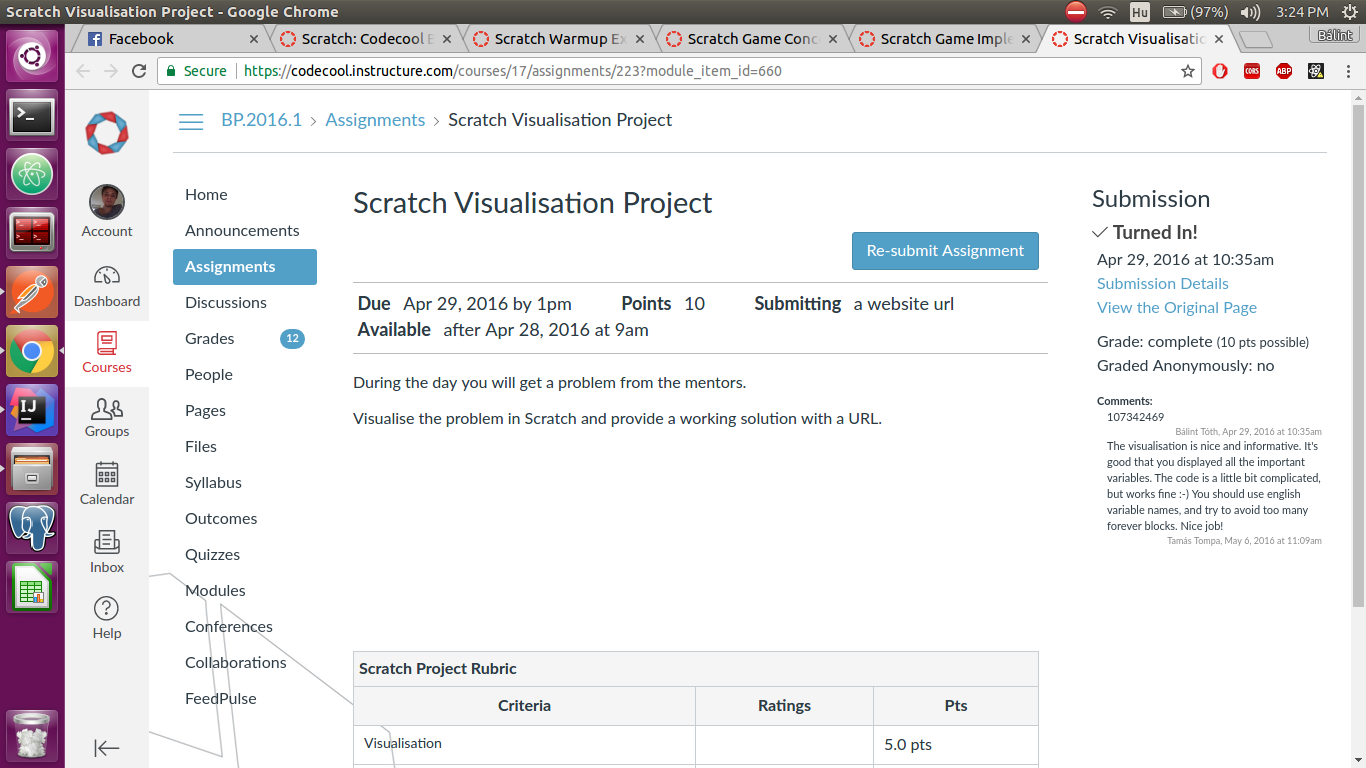 Scratch Visualisation Project - Google Chrome
Hu
(97%)
3:24 PM
Facebook
Scratch: Codecool
Scratch Warmup Ex
Scratch Game Conc
Scratch Game Imple
Scratch Visualisatio
Bálint
Secure
https://codecool.instructure.com/courses/17/assignments/223?module_item_id=660
CORS
ABP
BP.2016.1 > Assignments > Scratch Visualisation Project
Account
Dashboard
Courses
Groups
Calendar
Inbox
Help
IJ
Home
Announcements
Assignments
Discussions
Grades 12
People
Pages
Files
Syllabus
Outcomes
Quizzes
Modules
Conferences
Collaborations
FeedPulse
Scratch Visualisation Project
Re-submit Assignment
Due Apr 29, 2016 by 1pm Points 10 Submitting a website url
Available after Apr 28, 2016 at 9am
During the day you will get a problem from the mentors.
Visualise the problem in Scratch and provide a working solution with a URL.
Scratch Project Rubric
Criteria Ratings Pts
Visualisation 5.0 pts
Submission
Turned In!
Apr 29, 2016 at 10:35am
Submission Details
View the Original Page
Grade: complete (10 pts possible)
Graded Anonymously: no
Comments:
107342469
Bálint Tóth, Apr 29, 2016 at 10:35am
The visualisation is nice and informative. It's
good that you displayed all the important
variables. The code is a little bit complicated,
but works fine :-) You should use english
variable names, and try to avoid too many
forever blocks. Nice job!
Tamás Tompa, May 6, 2016 at 11:09am